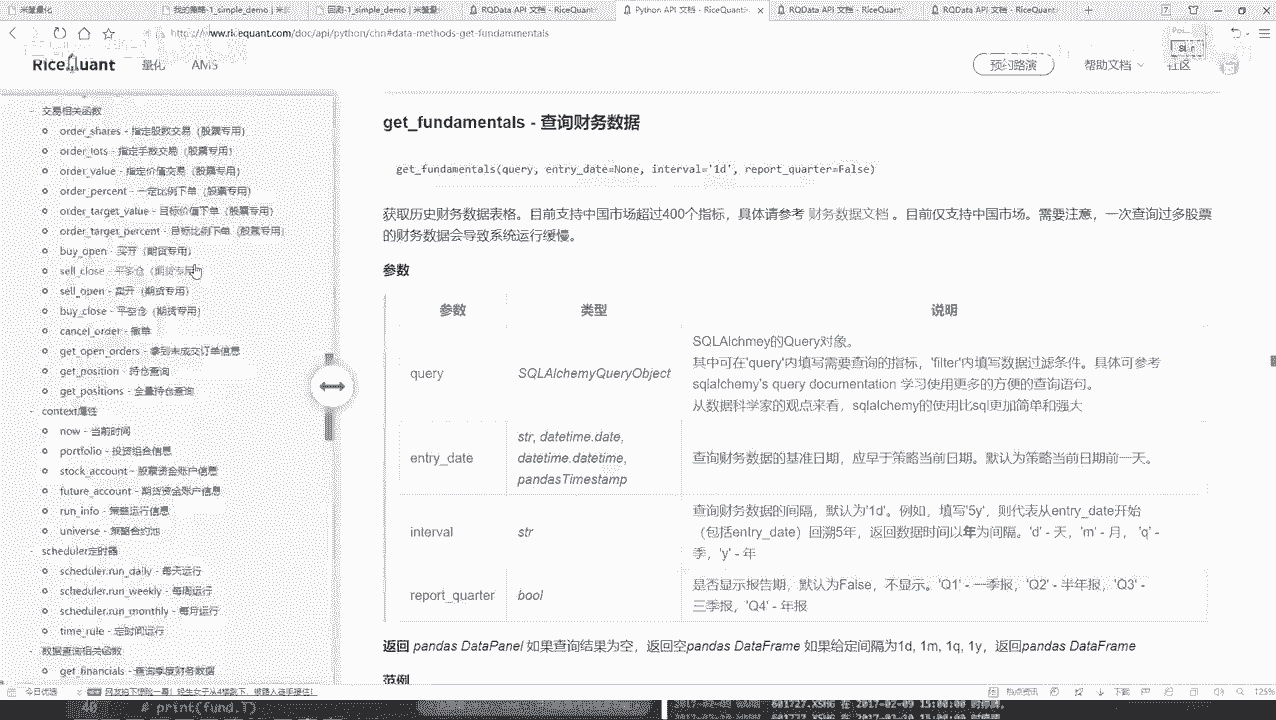 米筐量化
我的策略-1_simple_demo | 米筐
回测-1_simple_demo | 米筐量
RQData API 文档 - RiceQuant
Python API 文档 - RiceQuant
RQData API 文档 - RiceQuant
RQData API 文档 - RiceQuant
http://www.ricequant.com/doc/api/python/chn#data-methods-get-fundamentals
RiceQuant 量化 AMS 预约路演 帮助文档 社区
交易相关函数
order_shares - 指定股数交易（股票专用）
order_lots - 指定手数交易（股票专用）
order_value - 指定价值交易（股票专用）
order_percent - 一定比例下单（股票专用）
order_target_value - 目标价值下单（股票专用）
order_target_percent - 目标比例下单（股票专用）
buy_open - 买开（期货专用）
sell_close - 平多仓（期货专用）
sell_open - 卖开（期货专用）
buy_close - 平空仓（期货专用）
cancel_order - 撤单
get_open_orders - 拿到未成交订单信息
get_position - 持仓查询
get_positions - 全量持仓查询
context属性
now - 当前时间
portfolio - 投资组合信息
stock_account - 股票资金账户信息
future_account - 期货资金账户信息
run_info - 策略运行信息
universe - 策略合约池
scheduler定时器
scheduler.run_daily - 每天运行
scheduler.run_weekly - 每周运行
scheduler.run_monthly - 每月运行
time_rule - 定时间运行
数据查询相关函数
get_financials - 查询季度财务数据
get_fundamentals - 查询财务数据
get_fundamentals(query, entry_date=None, interval='1d', report_quarter=False)
获取历史财务数据表格。目前支持中国市场超过400个指标，具体请参考 财务数据文档 。目前仅支持中国市场。需要注意，一次查询过多股票
的财务数据会导致系统运行缓慢。
参数
参数 类型 说明
query SQLAlchemyQueryObject
SQLAlchmey的Query对象。
其中可在'query'内填写需要查询的指标，'filter'内填写数据过滤条件。具体可参考
sqlalchemy's query documentation 学习使用更多的方便的查询语句。
从数据科学家的观点来看，sqlalchemy的使用比sql更加简单和强大
entry_date
str, datetime.date,
datetime.datetime,
pandasTimestamp
查询财务数据的基准日期，应早于策略当前日期。默认为策略当前日期前一天。
interval str
查询财务数据的间隔，默认为'1d'。例如，填写'5y'，则代表从entry_date开始
（包括entry_date）回溯5年，返回数据时间以年为间隔。'd' - 天，'m' - 月， 'q' -
季，'y' - 年
report_quarter bool
是否显示报告期，默认为False，不显示。'Q1' - 一季报，'Q2' - 半年报，'Q3' -
三季报，'Q4' - 年报
返回 pandas DataPanel 如果查询结果为空，返回空pandas DataFrame 如果给定间隔为1d, 1m, 1q, 1y，返回pandas DataFrame
范例
今日优选
热点资讯 下载 125%
40 # print(fund.T)